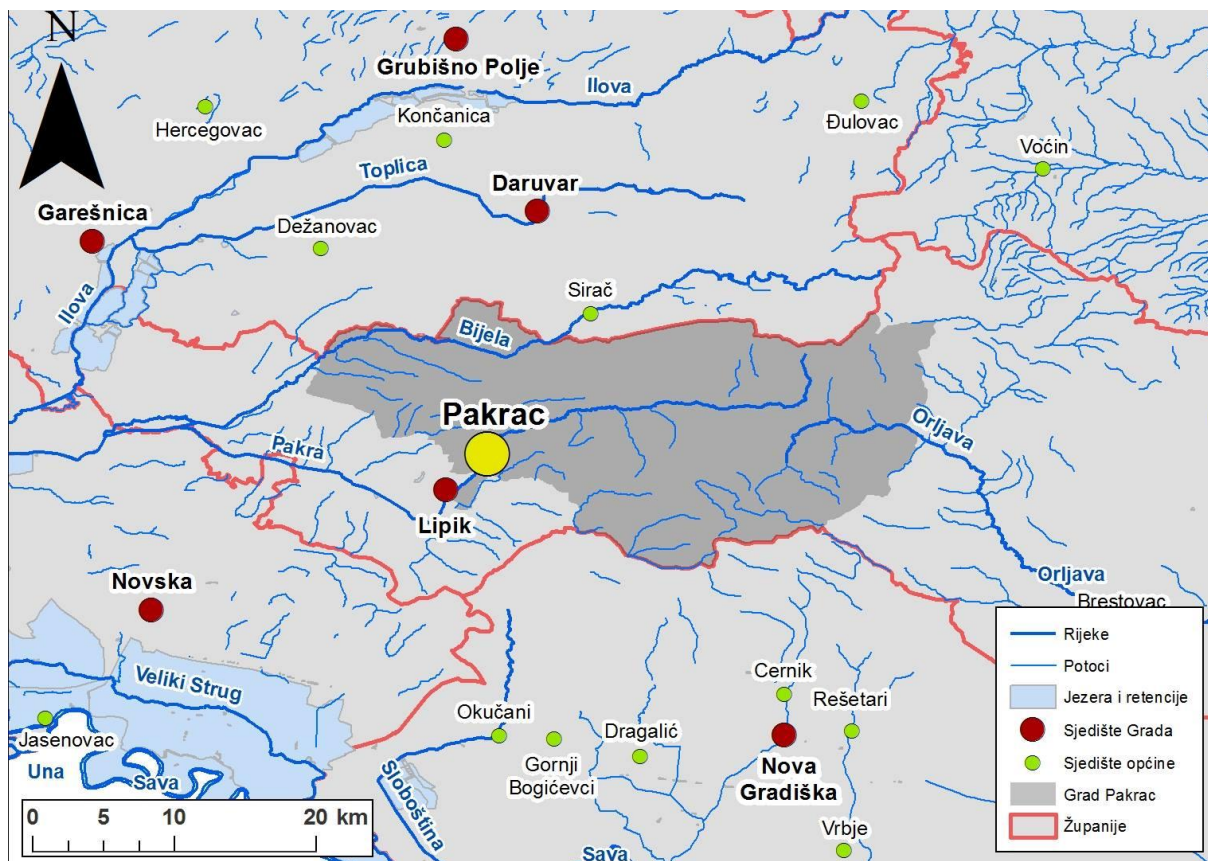 N
Grubišno Polje
Ilova
Hercegovac
Končanica
Đulovac
Voćin
Toplica
Daruvar
Garešnica
Dežanovac
Ilova
Sirač
Bijela
Pakrac
Orljava
Pakra
Lipik
Novska
Orljava
Brestovac
Veliki Strug
Cernik
Rešetari
Okučani
Dragalić
Jasenovac
Gornji
Bogićevci
Nova
Gradiška
Una
Sava
Sloboština
Vrbje
Sava
0 5 10 20 km
Rijeke
Potoci
Jezera i retencije
Sjedište Grada
Sjedište općine
Grad Pakrac
Županije